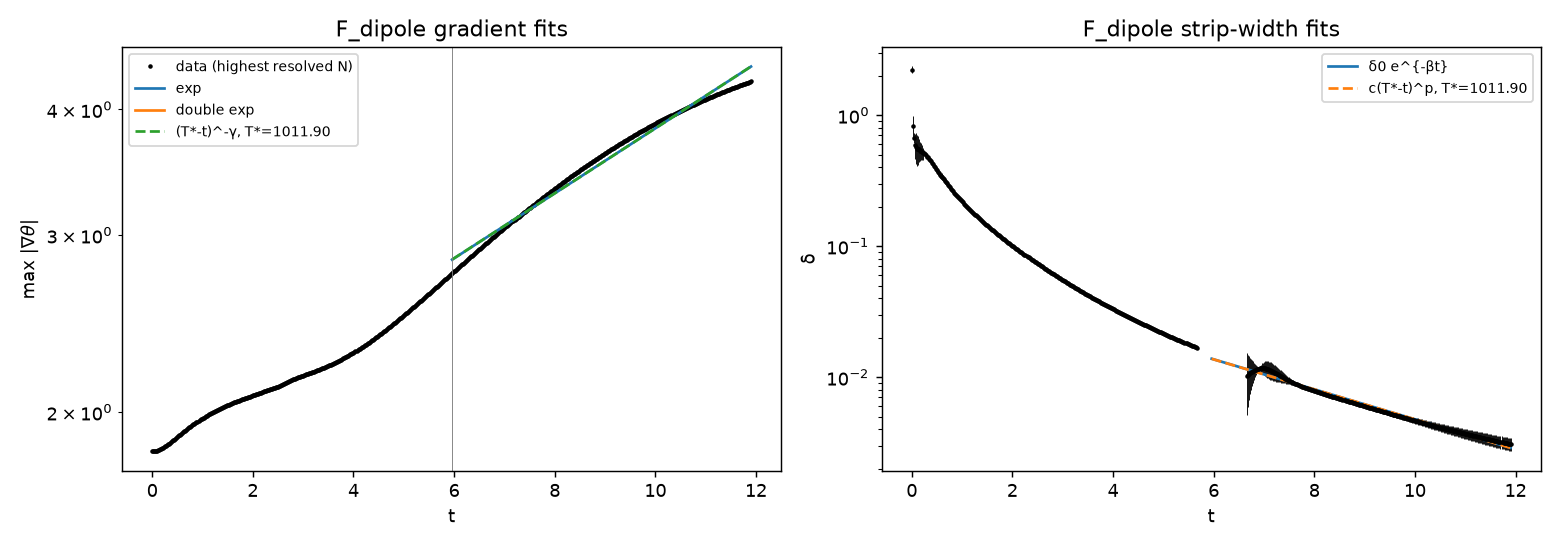 F_dipole gradient fits
data (highest resolved N)
exp
double exp
(T*-t)^-γ, T*=1011.90
4 × 10⁰
3 × 10⁰
2 × 10⁰
max |∇θ|
0 2 4 6 8 10 12
t
F_dipole strip-width fits
δ0 e^{-βt}
c(T*-t)^p, T*=1011.90
10⁰
10⁻¹
10⁻²
δ
0 2 4 6 8 10 12
t